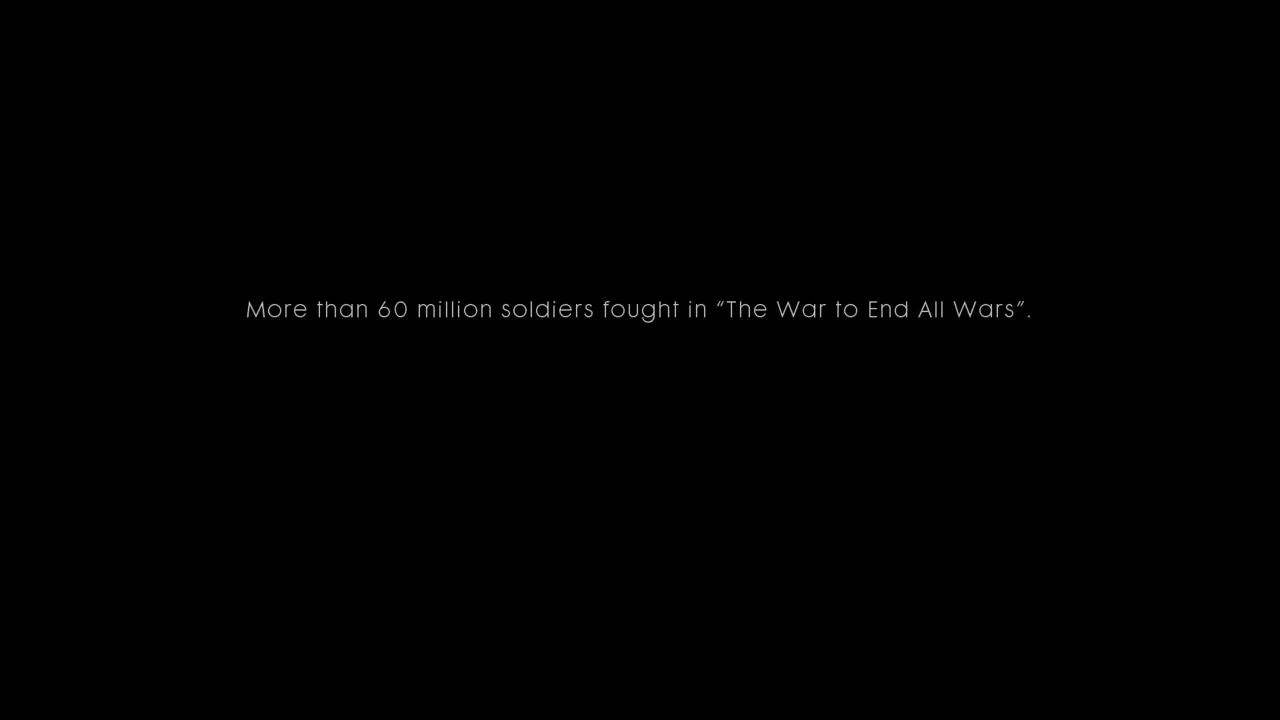 More than 60 million soldiers fought in “The War to End All Wars”.